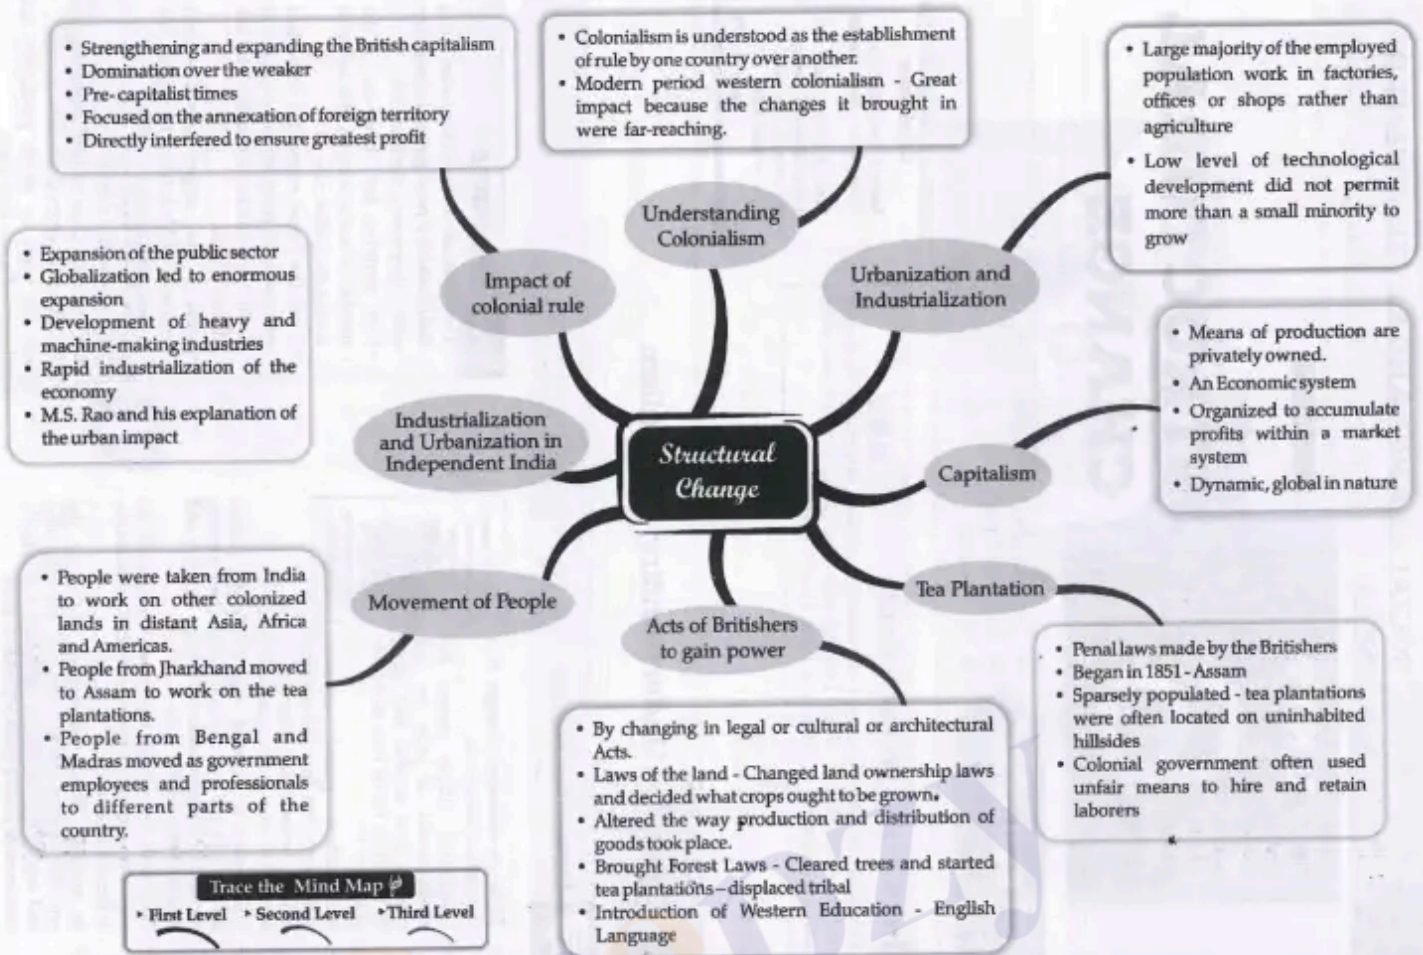 • Strengthening and expanding the British capitalism
• Domination over the weaker
• Pre-capitalist times
• Focused on the annexation of foreign territory
• Directly interfered to ensure greatest profit
• Colonialism is understood as the establishment
of rule by one country over another.
• Modern period western colonialism - Great
impact because the changes it brought in
were far-reaching.
• Large majority of the employed
population work in factories,
offices or shops rather than
agriculture
• Low level of technological
development did not permit
more than a small minority to
grow
Understanding
Colonialism
Impact of
colonial rule
Urbanization and
Industrialization
• Expansion of the public sector
• Globalization led to enormous
expansion
• Development of heavy and
machine-making industries
• Rapid industrialization of the
economy
• M.S. Rao and his explanation of
the urban impact
• Means of production are
privately owned.
• An Economic system
• Organized to accumulate
profits within a market
system
• Dynamic, global in nature
Industrialization
and Urbanization in
Independent India
Structural
Change
Capitalism
Movement of People
Acts of Britishers
to gain power
Tea Plantation
• People were taken from India
to work on other colonized
lands in distant Asia, Africa
and Americas.
• People from Jharkhand moved
to Assam to work on the tea
plantations.
• People from Bengal and
Madras moved as government
employees and professionals
to different parts of the
country.
• Penal laws made by the Britishers
• Began in 1851 - Assam
• Sparsely populated - tea plantations
were often located on uninhabited
hillsides
• Colonial government often used
unfair means to hire and retain
laborers
• By changing in legal or cultural or architectural
Acts.
• Laws of the land - Changed land ownership laws
and decided what crops ought to be grown.
• Altered the way production and distribution of
goods took place.
• Brought Forest Laws - Cleared trees and started
tea plantations – displaced tribal
• Introduction of Western Education - English
Language
Trace the Mind Map
First Level Second Level Third Level